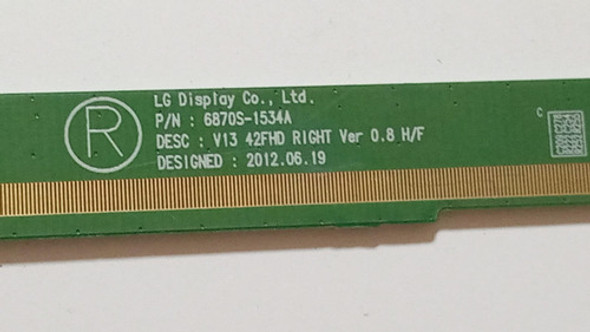 R
LG Display Co., Ltd.
P/N : 6870S-1534A
DESC : V13 42FHD RIGHT Ver 0.8 H/F
DESIGNED : 2012.06.19
C